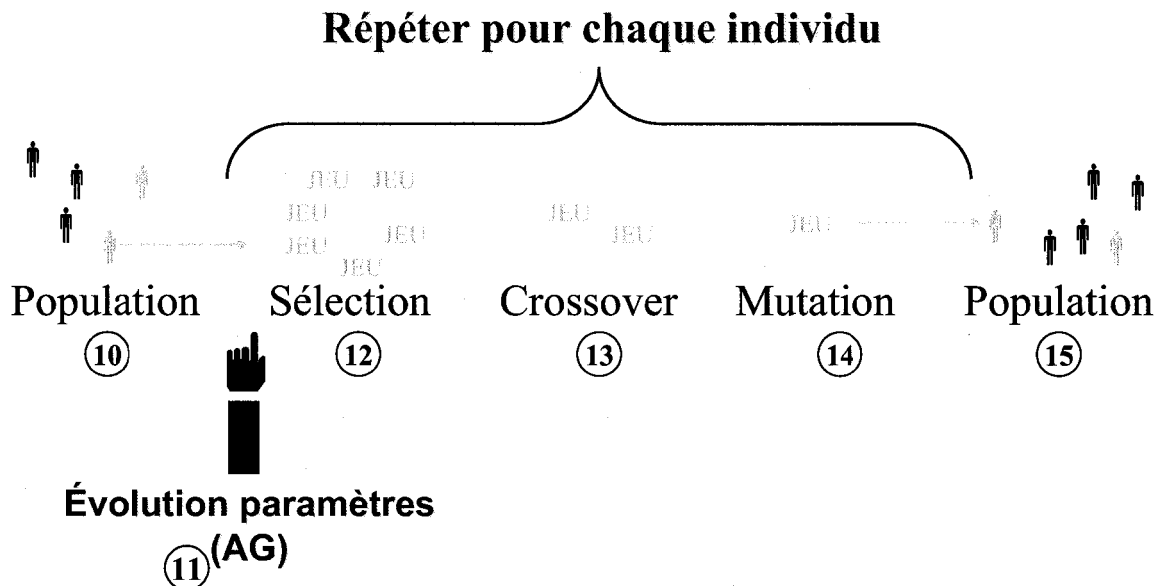 Répéter pour chaque individu
JEU JEU
JEU
JEU
JEU
JEU
JEU
JEU
JEU
Population
Sélection
Crossover
Mutation
Population
10
12
13
14
15
Évolution paramètres
(AG)
11